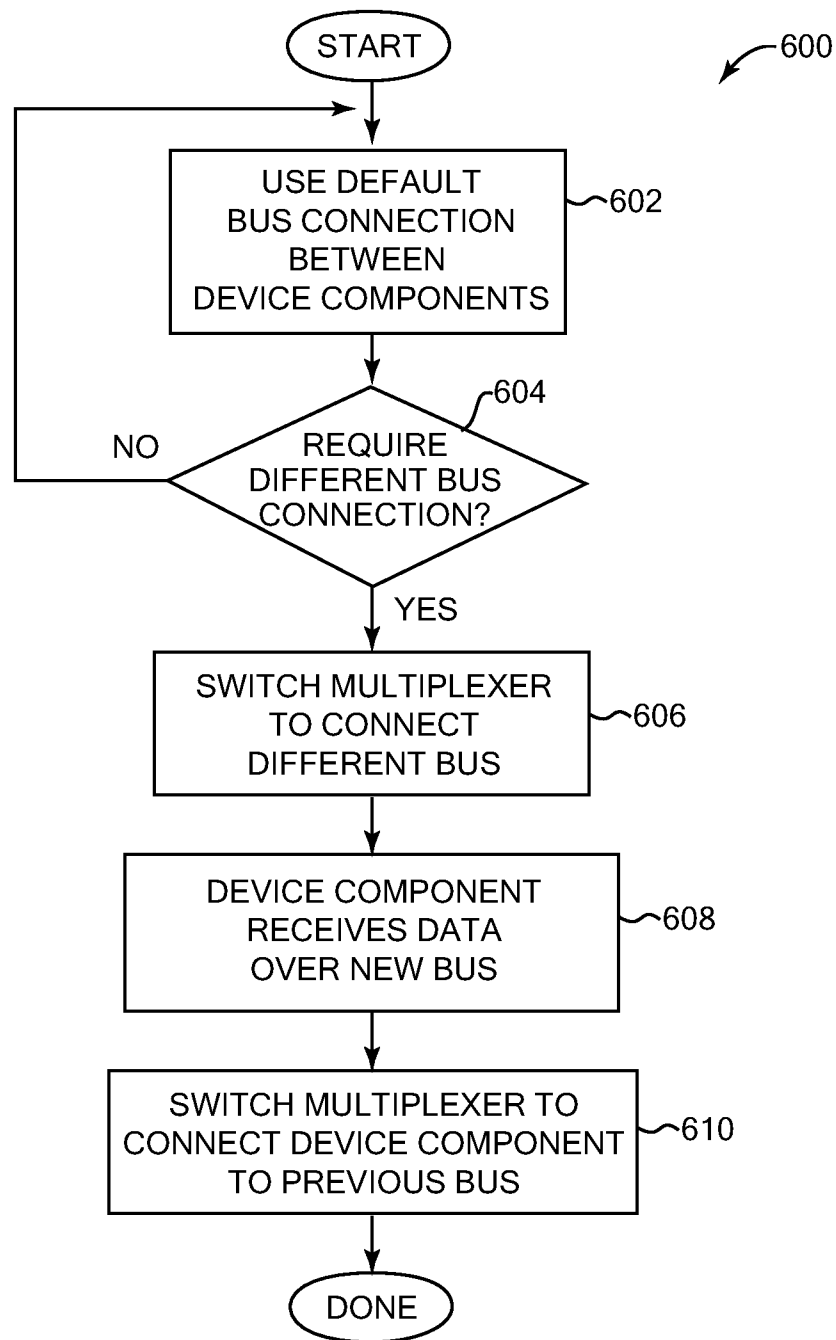 START
600
USE DEFAULT
BUS CONNECTION
BETWEEN
DEVICE COMPONENTS
602
604
NO
REQUIRE
DIFFERENT BUS
CONNECTION?
YES
SWITCH MULTIPLEXER
TO CONNECT
DIFFERENT BUS
606
DEVICE COMPONENT
RECEIVES DATA
OVER NEW BUS
608
SWITCH MULTIPLEXER TO
CONNECT DEVICE COMPONENT
TO PREVIOUS BUS
610
DONE